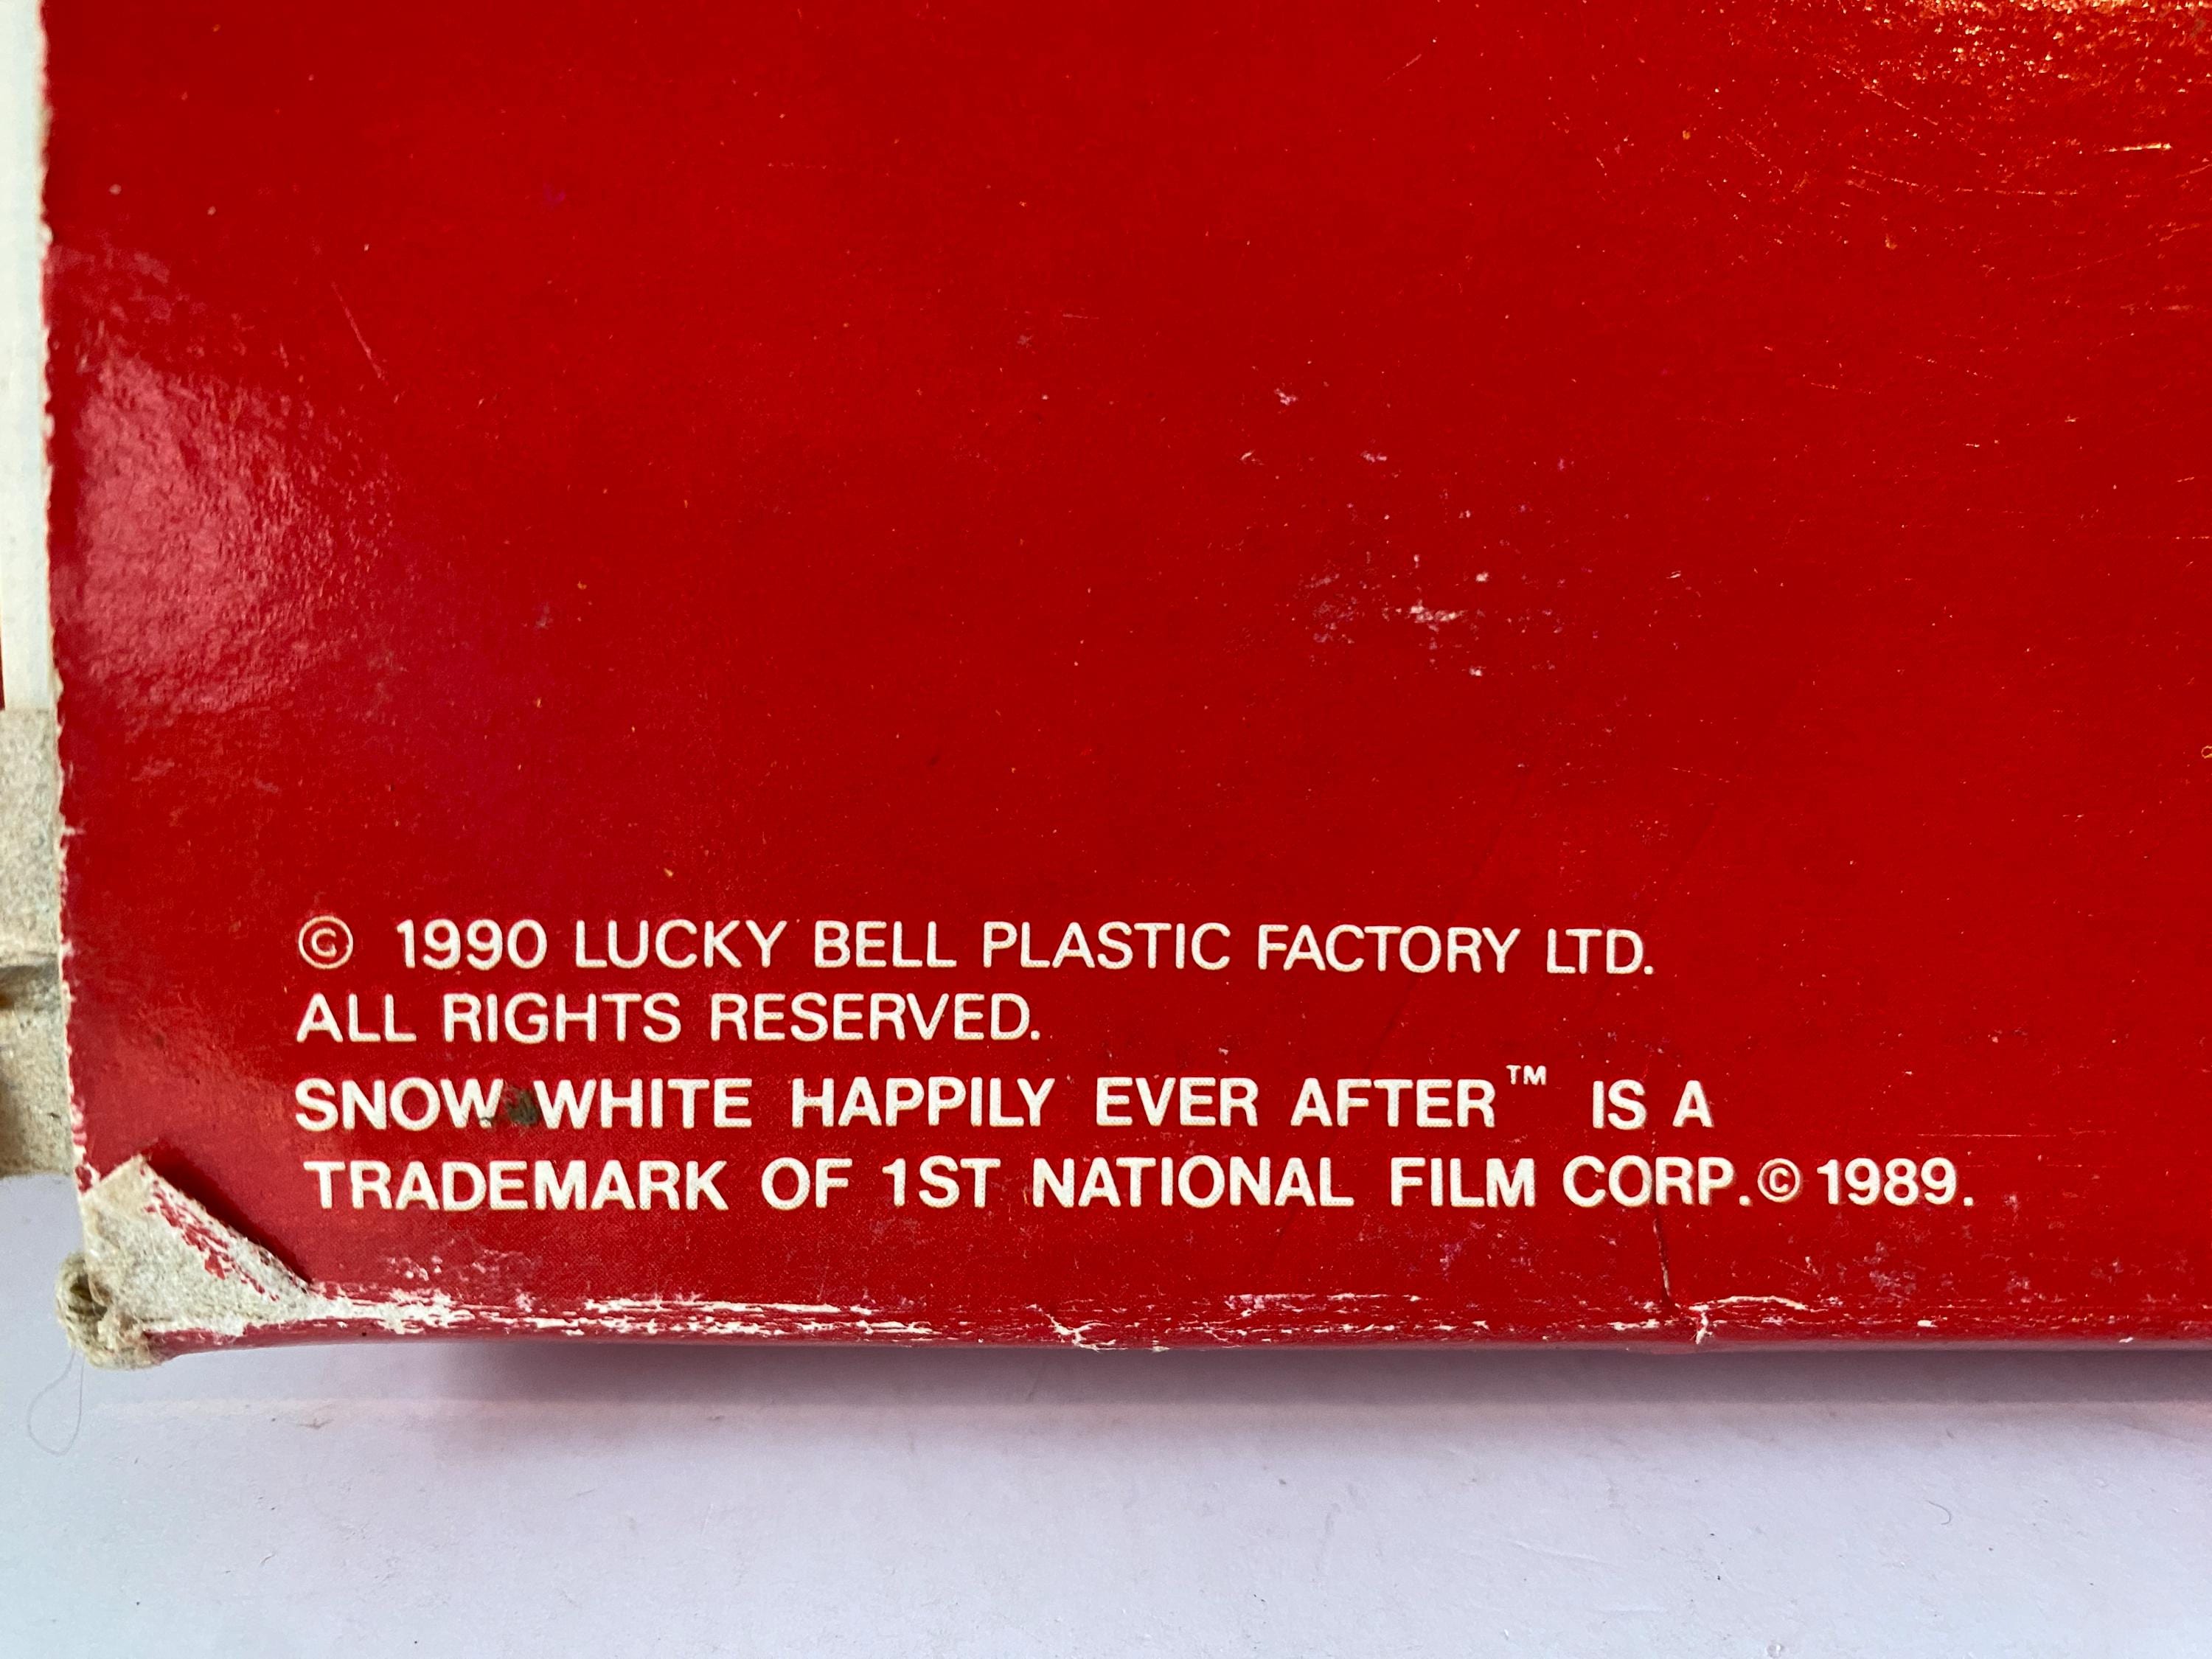 © 1990 LUCKY BELL PLASTIC FACTORY LTD.
ALL RIGHTS RESERVED.
SNOW WHITE HAPPILY EVER AFTER™ IS A
TRADEMARK OF 1ST NATIONAL FILM CORP.© 1989.